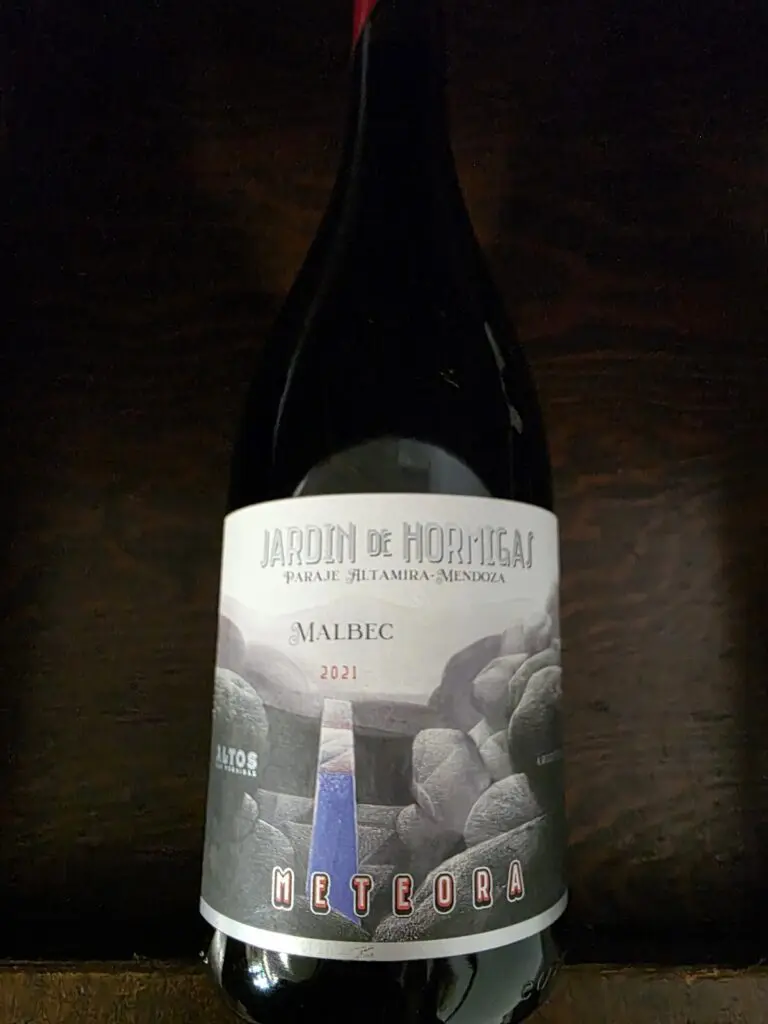 JARDIN DE HORMIGAS
PARAJE ALTAMIRA-MENDOZA
MALBEC
2021
ALTOS
METEORA